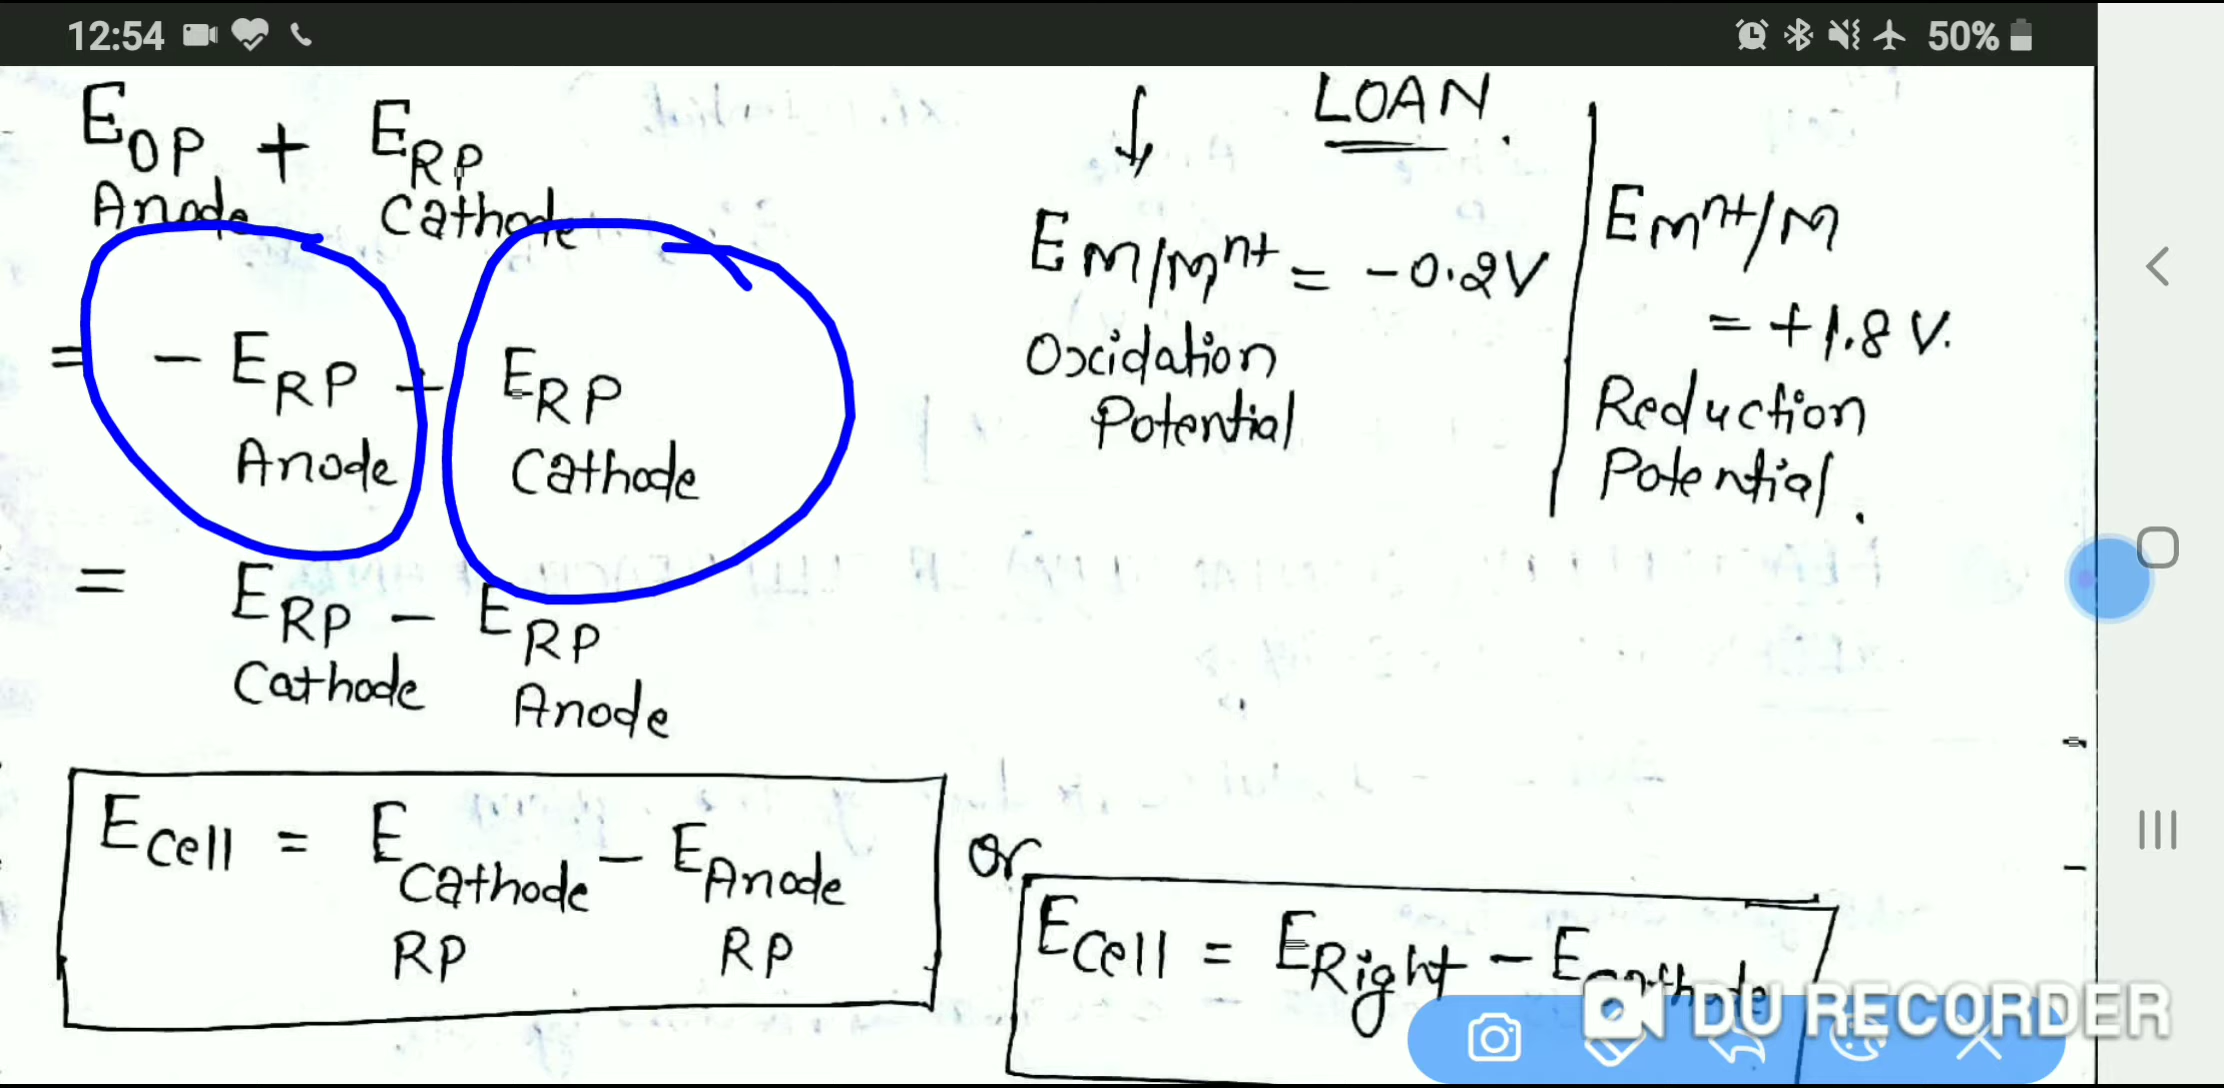 12:54
50%
E_OP + E_RP
Anode Cathode
= - E_RP + E_RP
Anode Cathode
= E_RP - E_RP
Cathode Anode
E_Cell = E_Cathode - E_Anode
RP RP
or
E_Cell = E_Right - E_Cathode
LOAN.
↓
E_M/M^n+ = -0.2V
Oxidation
Potential
E_M^n+/M
= +1.8 V.
Reduction
Potential.
DU RECORDER